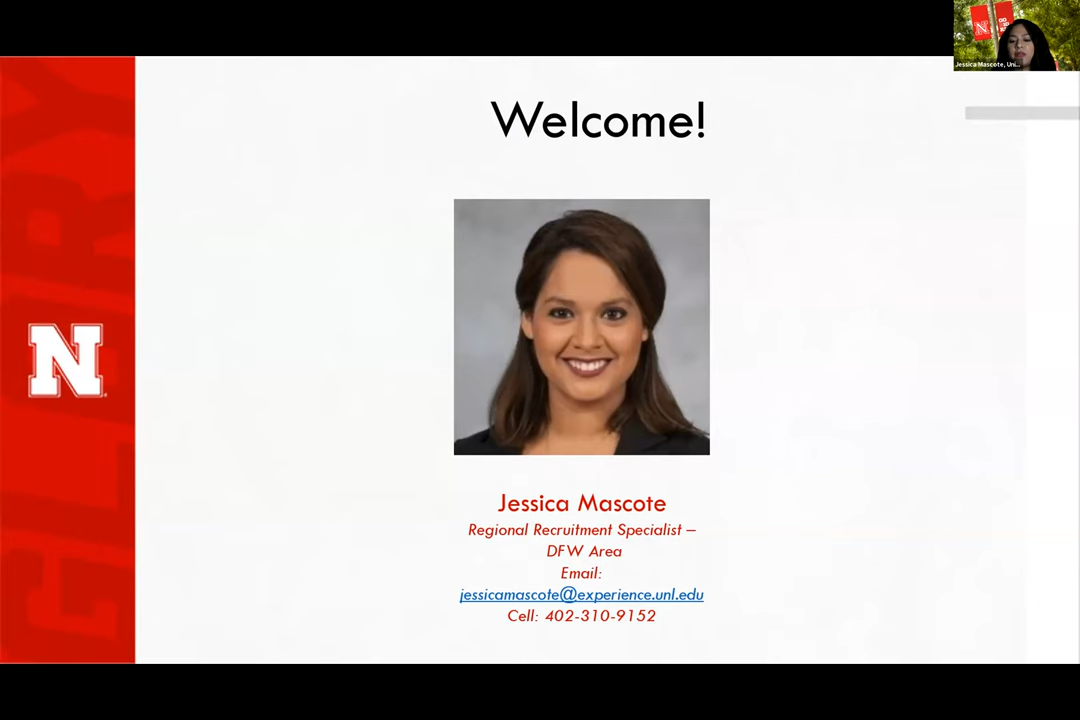 Welcome!
Jessica Mascote
Regional Recruitment Specialist –
DFW Area
Email:
jessicamascote@experience.unl.edu
Cell: 402-310-9152
N
GLORY
N
GO
Jessica Mascote, Uni...